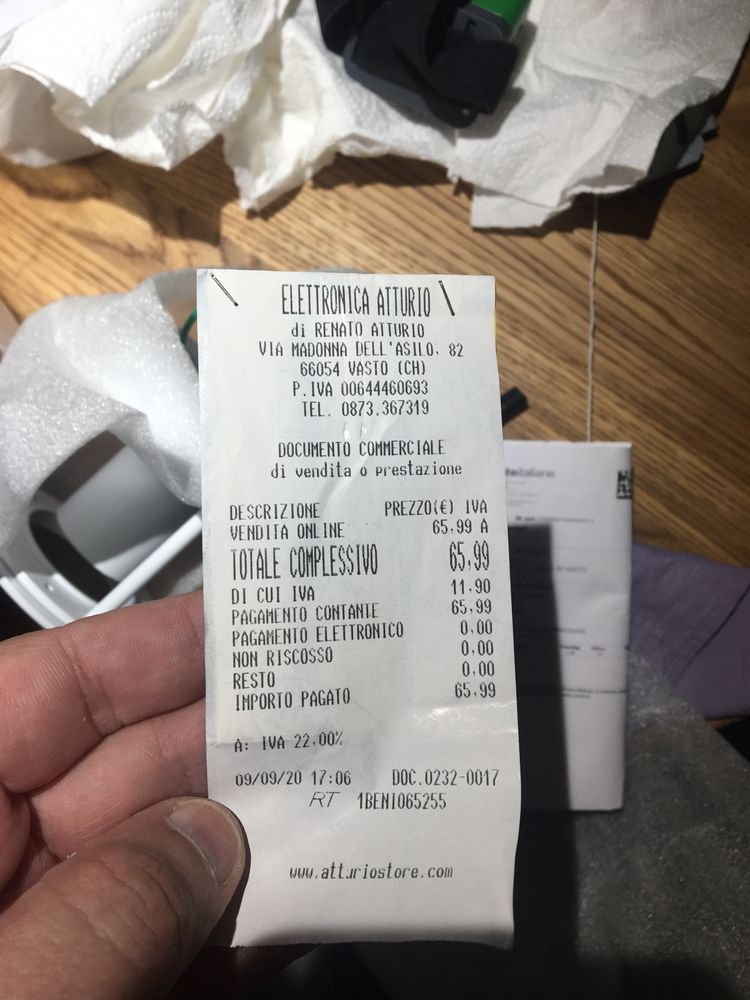 ELETTRONICA ATTURIO
di RENATO ATTURIO
VIA MADONNA DELL'ASILO, 82
66054 VASTO (CH)
P.IVA 00644460693
TEL. 0873.367319
DOCUMENTO COMMERCIALE
di vendita o prestazione
DESCRIZIONE PREZZO(€) IVA
VENDITA ONLINE 65,99 A
TOTALE COMPLESSIVO 65,99
DI CUI IVA 11,90
PAGAMENTO CONTANTE 65,99
PAGAMENTO ELETTRONICO 0,00
NON RISCOSSO 0,00
RESTO 0,00
IMPORTO PAGATO 65,99
A: IVA 22,00%
09/09/20 17:06 DOC.0232-0017
RT 1BENI065255
www.atturiostore.com
teitaliane